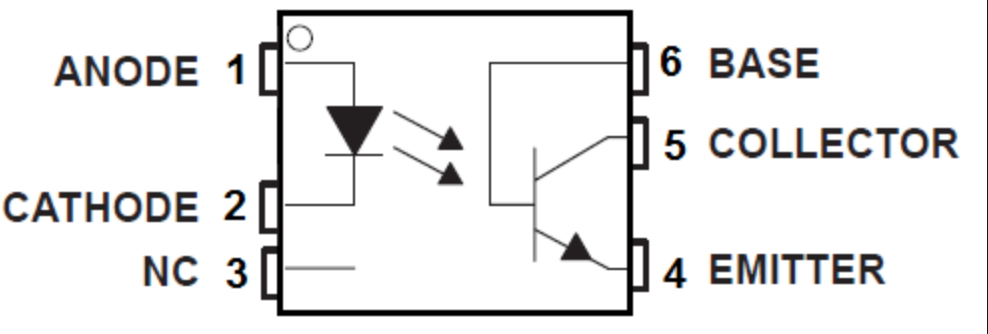 ANODE 1
CATHODE 2
NC 3
6 BASE
5 COLLECTOR
4 EMITTER